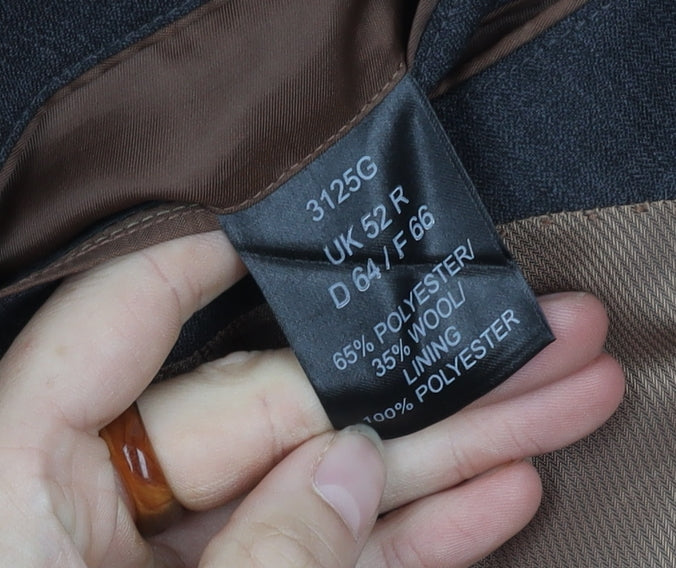 3125G
UK 52 R
D 64 / F 66
65% POLYESTER/
35% WOOL/
LINING
100% POLYESTER